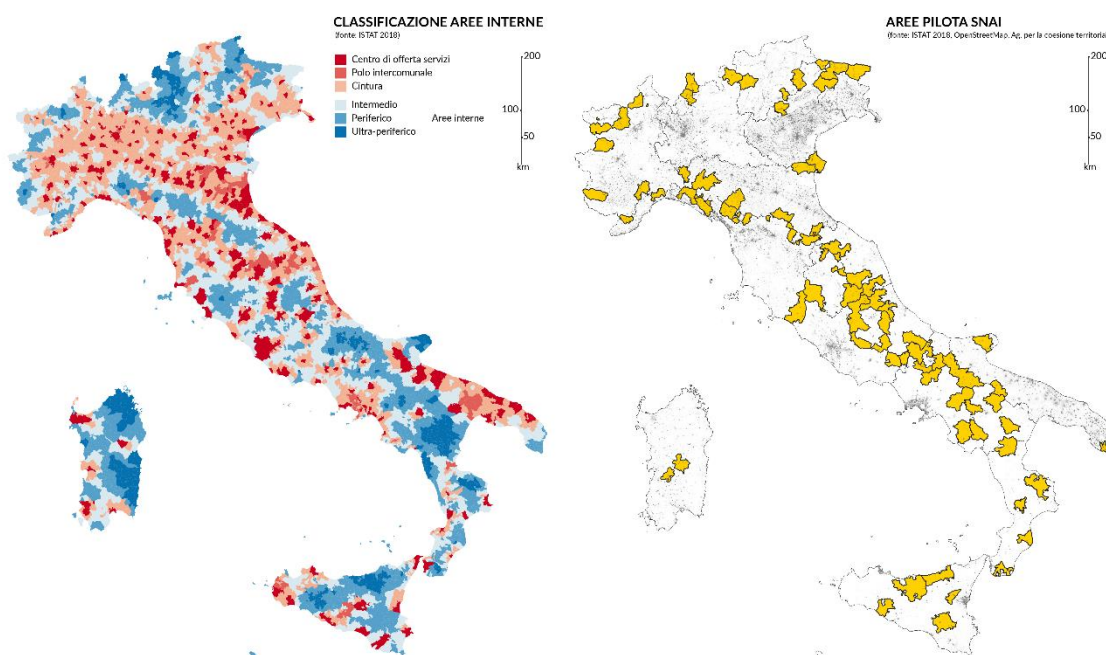 CLASSIFICAZIONE AREE INTERNE
(fonte: ISTAT 2018)
Centro di offerta servizi
Polo intercomunale
Cintura
Intermedio
Periferico
Aree interne
Ultra-periferico
200
100
50
km
AREE PILOTA SNAI
(fonte: ISTAT 2018, OpenStreetMap, Ag. per la coesione territoria
200
100
50
km